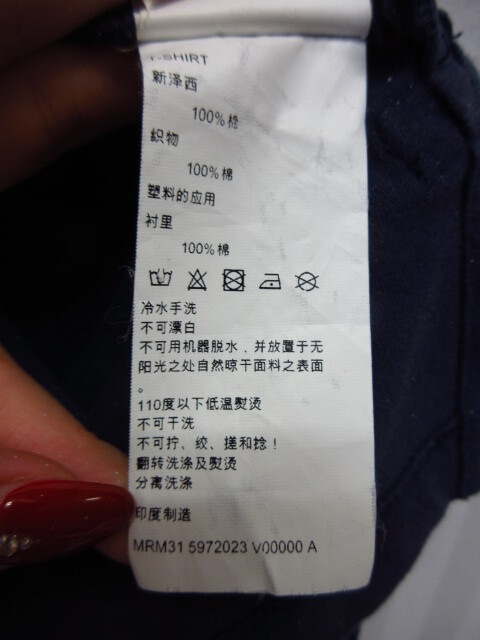 T-SHIRT
新泽西
100%棉
織物
100%棉
塑料的应用
衬里
100%棉
冷水手洗
不可漂白
不可用机器脱水，并放置于无
阳光之处自然晾干面料之表面
。
110度以下低温熨烫
不可干洗
不可拧、绞、搓和捻！
翻转洗涤及熨烫
分离洗涤
印度制造
MRM31 5972023 V00000 A